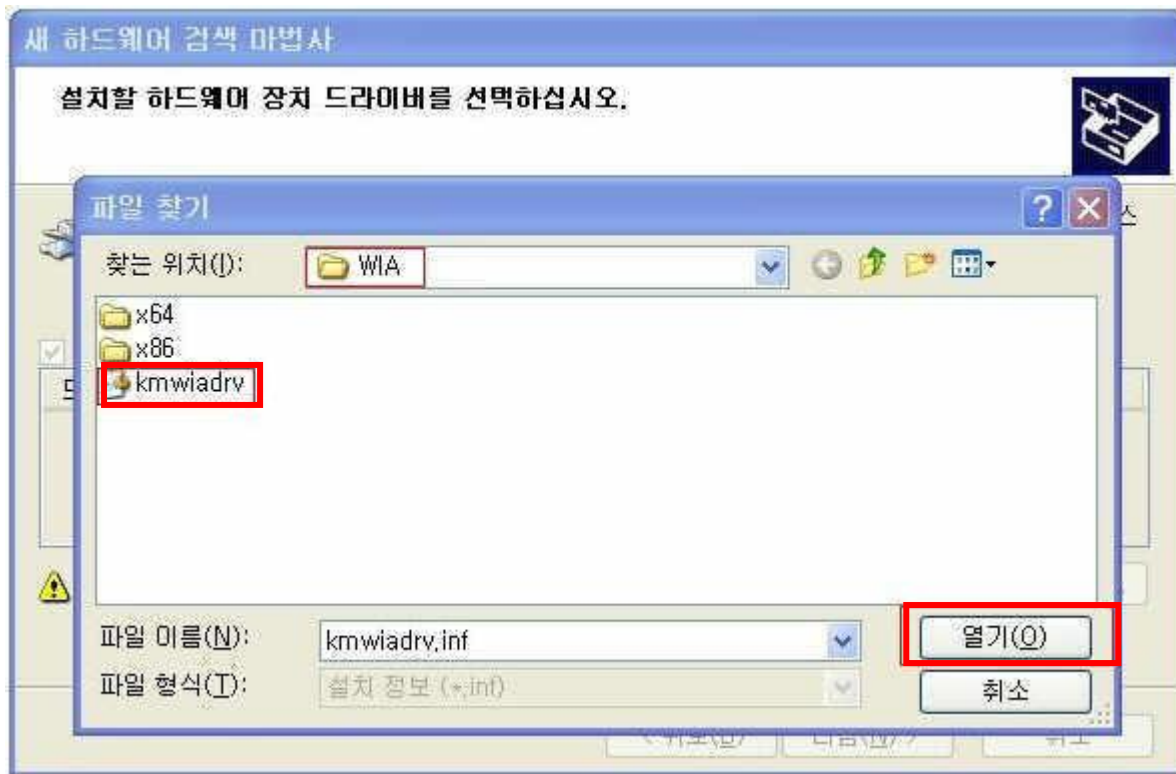 새 하드웨어 검색 마법사
설치할 하드웨어 장치 드라이버를 선택하십시오.
파일 찾기
스
찾는 위치(I):
WIA
x64
x86
kmwiadrv
파일 이름(N):
kmwiadrv.inf
열기(O)
파일 형식(T):
설치 정보 (*.inf)
취소